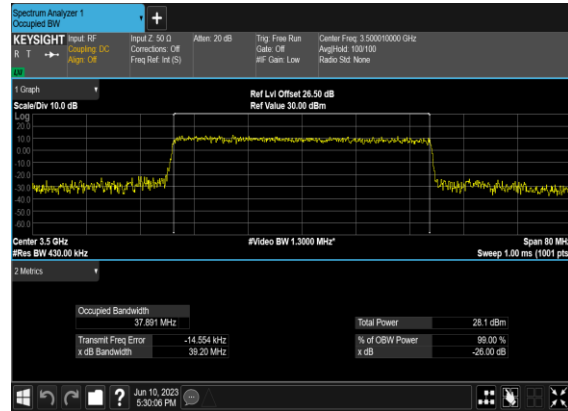 Spectrum Analyzer 1
Occupied BW
+
KEYSIGHT Input: RF Input Z: 50 Ω Atten: 20 dB Trig: Free Run Center Freq: 3.500010000 GHz
R T Coupling: DC Corrections: Off Gate: Off Avg|Hold: 100/100
Align: Off Freq Ref: Int (S) #IF Gain: Low Radio Std: None
LXI
1 Graph
Ref Lvl Offset 26.50 dB
Scale/Div 10.0 dB Ref Value 30.00 dBm
Log
20.0
10.0
0.00
-10.0
-20.0
-30.0
-40.0
-50.0
-60.0
Center 3.5 GHz #Video BW 1.3000 MHz* Span 80 MHz
#Res BW 430.00 kHz Sweep 1.00 ms (1001 pts
2 Metrics
Occupied Bandwidth
37.891 MHz Total Power 28.1 dBm
Transmit Freq Error -14.554 kHz % of OBW Power 99.00 %
x dB Bandwidth 39.20 MHz x dB -26.00 dB
?
Jun 10, 2023
5:30:06 PM